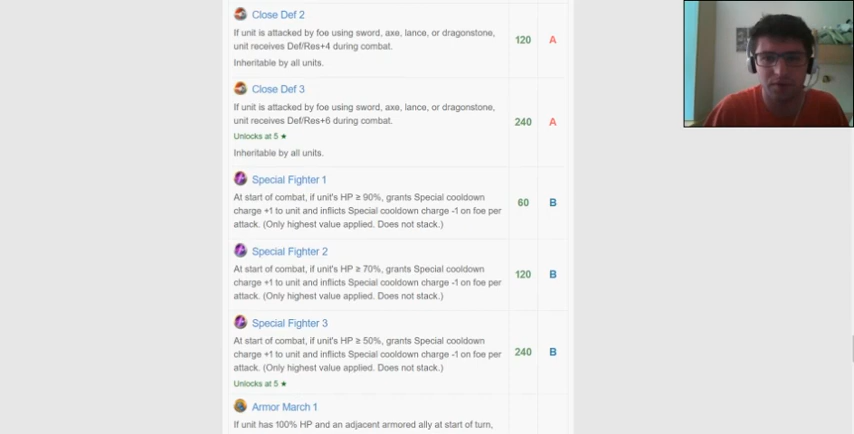 Close Def 2
If unit is attacked by foe using sword, axe, lance, or dragonstone,
unit receives Def/Res+4 during combat.
Inheritable by all units.
120
A
Close Def 3
If unit is attacked by foe using sword, axe, lance, or dragonstone,
unit receives Def/Res+6 during combat.
Unlocks at 5 ★
Inheritable by all units.
240
A
Special Fighter 1
At start of combat, if unit's HP ≥ 90%, grants Special cooldown
charge +1 to unit and inflicts Special cooldown charge -1 on foe per
attack. (Only highest value applied. Does not stack.)
60
B
Special Fighter 2
At start of combat, if unit's HP ≥ 70%, grants Special cooldown
charge +1 to unit and inflicts Special cooldown charge -1 on foe per
attack. (Only highest value applied. Does not stack.)
120
B
Special Fighter 3
At start of combat, if unit's HP ≥ 50%, grants Special cooldown
charge +1 to unit and inflicts Special cooldown charge -1 on foe per
attack. (Only highest value applied. Does not stack.)
Unlocks at 5 ★
240
B
Armor March 1
If unit has 100% HP and an adjacent armored ally at start of turn,